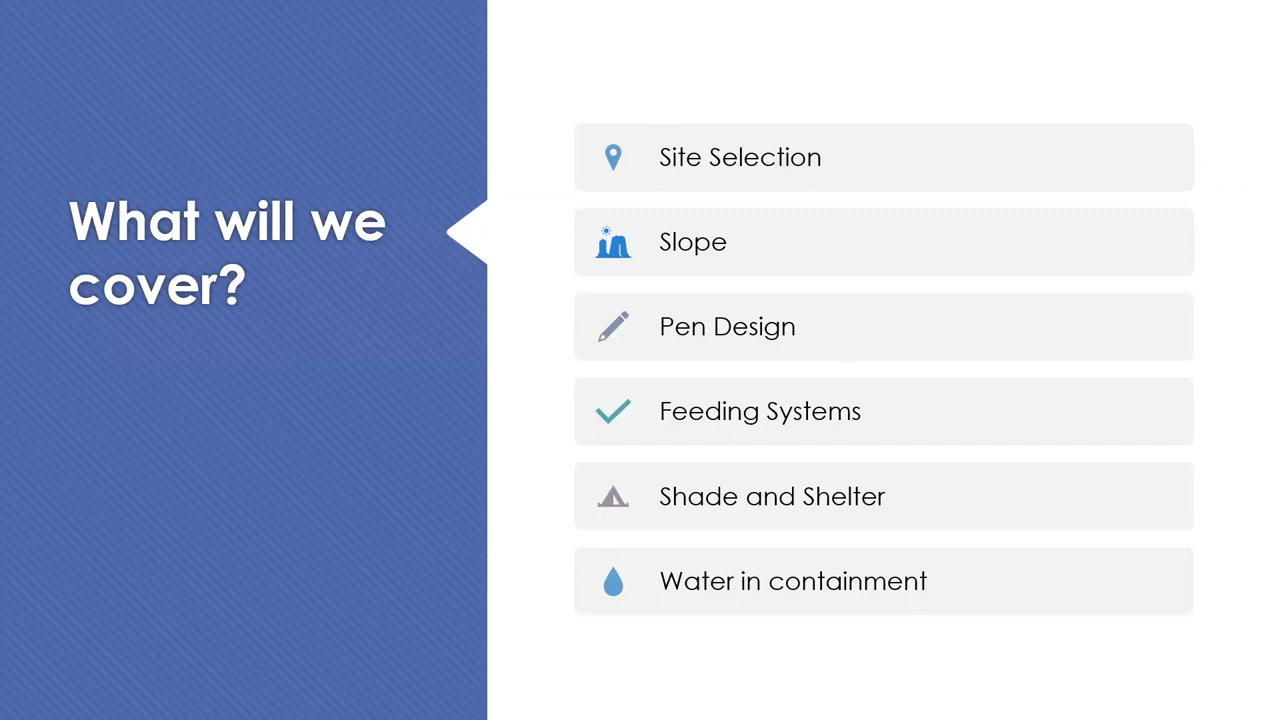 What will we
cover?
Site Selection
Slope
Pen Design
Feeding Systems
Shade and Shelter
Water in containment